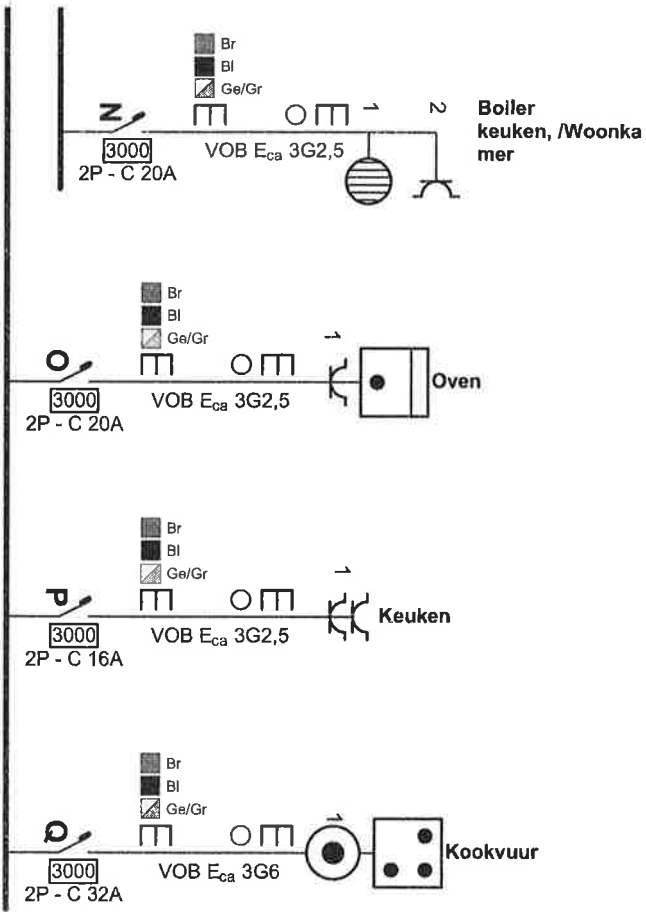 Br
Bl
Ge/Gr
N
1
2
Boiler
keuken, /Woonka
mer
3000
VOB Eca 3G2,5
2P - C 20A
Br
Bl
Ge/Gr
O
1
Oven
3000
VOB Eca 3G2,5
2P - C 20A
Br
Bl
Ge/Gr
P
1
Keuken
3000
VOB Eca 3G2,5
2P - C 16A
Br
Bl
Ge/Gr
Q
1
Kookvuur
3000
VOB Eca 3G6
2P - C 32A